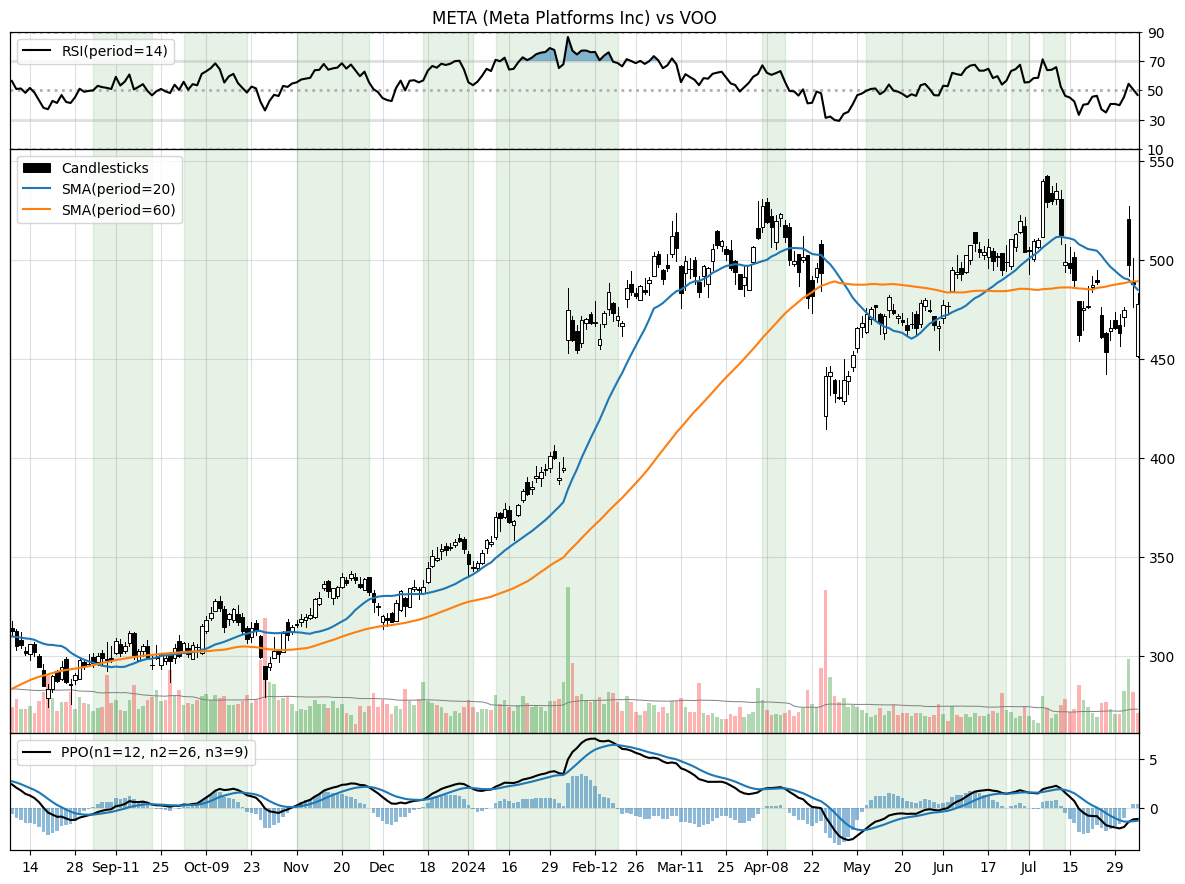 META (Meta Platforms Inc) vs VOO
RSI(period=14)
90
70
50
30
10
Candlesticks
SMA(period=20)
SMA(period=60)
550
500
450
400
350
300
PPO(n1=12, n2=26, n3=9)
5
0
14 28 Sep-11 25 Oct-09 23 Nov 20 Dec 18 2024 16 29 Feb-12 26 Mar-11 25 Apr-08 22 May 20 Jun 17 Jul 15 29